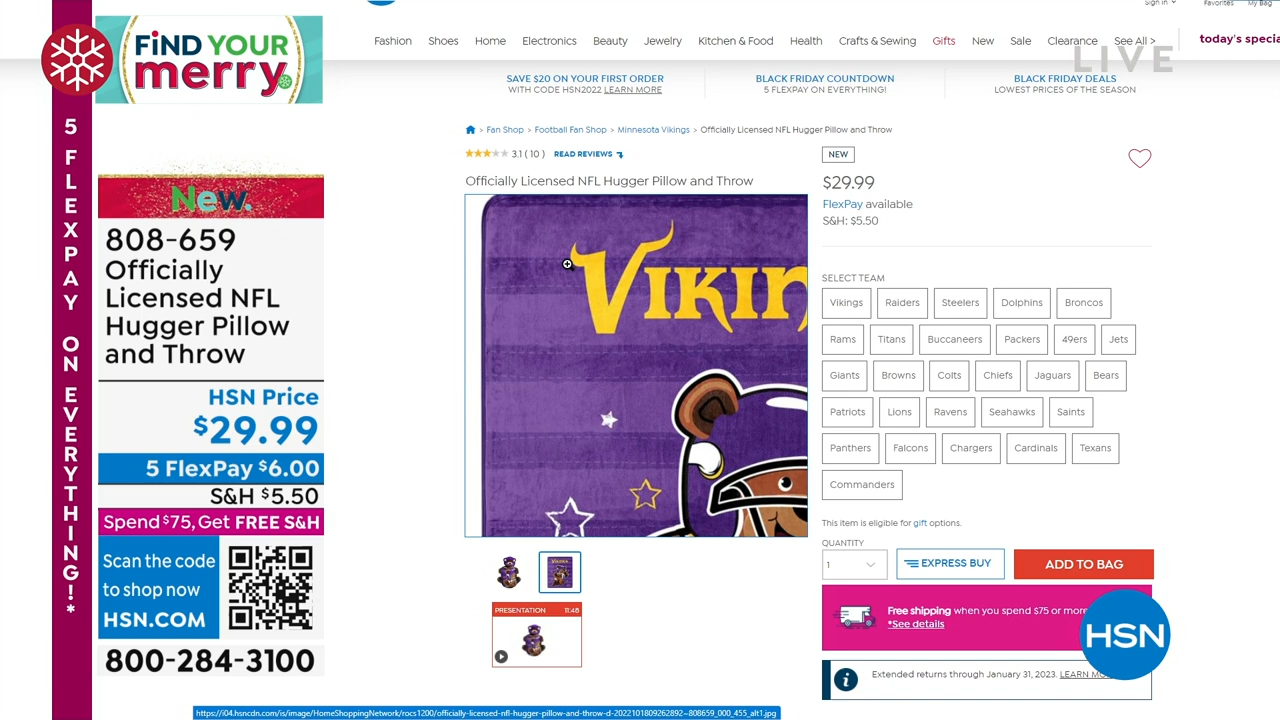 FiND YOUR
merry.
5 FLEXPAY ON EVERYTHING!*
New.
808-659
Officially
Licensed NFL
Hugger Pillow
and Throw
HSN Price
$29.99
5 FlexPay $6.00
S&H $5.50
Spend $75, Get FREE S&H
Scan the code
to shop now
HSN.COM
800-284-3100
Sign in
Favorites
My Bag
Fashion
Shoes
Home
Electronics
Beauty
Jewelry
Kitchen & Food
Health
Crafts & Sewing
Gifts
New
Sale
Clearance
See All >
today's specia
LIVE
SAVE $20 ON YOUR FIRST ORDER
WITH CODE HSN2022 LEARN MORE
BLACK FRIDAY COUNTDOWN
5 FLEXPAY ON EVERYTHING!
BLACK FRIDAY DEALS
LOWEST PRICES OF THE SEASON
> Fan Shop > Football Fan Shop > Minnesota Vikings > Officially Licensed NFL Hugger Pillow and Throw
3.1 ( 10 ) READ REVIEWS
Officially Licensed NFL Hugger Pillow and Throw
VIKIN
PRESENTATION 11:48
NEW
$29.99
FlexPay available
S&H: $5.50
SELECT TEAM
Vikings
Raiders
Steelers
Dolphins
Broncos
Rams
Titans
Buccaneers
Packers
49ers
Jets
Giants
Browns
Colts
Chiefs
Jaguars
Bears
Patriots
Lions
Ravens
Seahawks
Saints
Panthers
Falcons
Chargers
Cardinals
Texans
Commanders
This item is eligible for gift options.
QUANTITY
1
EXPRESS BUY
ADD TO BAG
Free shipping when you spend $75 or more
*See details
HSN
Extended returns through January 31, 2023. LEARN MO
https://i04.hsncdn.com/is/image/HomeShoppingNetwork/rocs1200/officially-licensed-nfl-hugger-pillow-and-throw-d-2022101809262892~808659_000_455_alt1.jpg